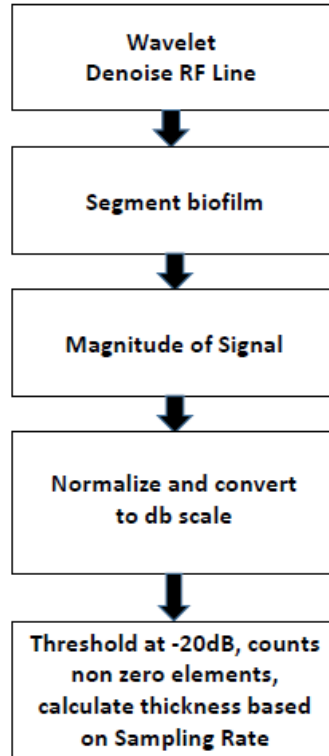 Wavelet
Denoise RF Line
Segment biofilm
Magnitude of Signal
Normalize and convert
to db scale
Threshold at -20dB, counts
non zero elements,
calculate thickness based
on Sampling Rate